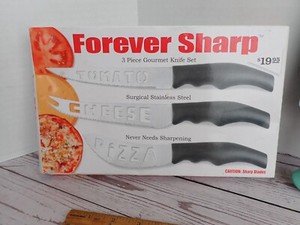 Forever Sharp™
3 Piece Gourmet Knife Set
$19.95
TOMATO
Surgical Stainless Steel
CHEESE
Never Needs Sharpening
PIZZA
CAUTION: Sharp Blades